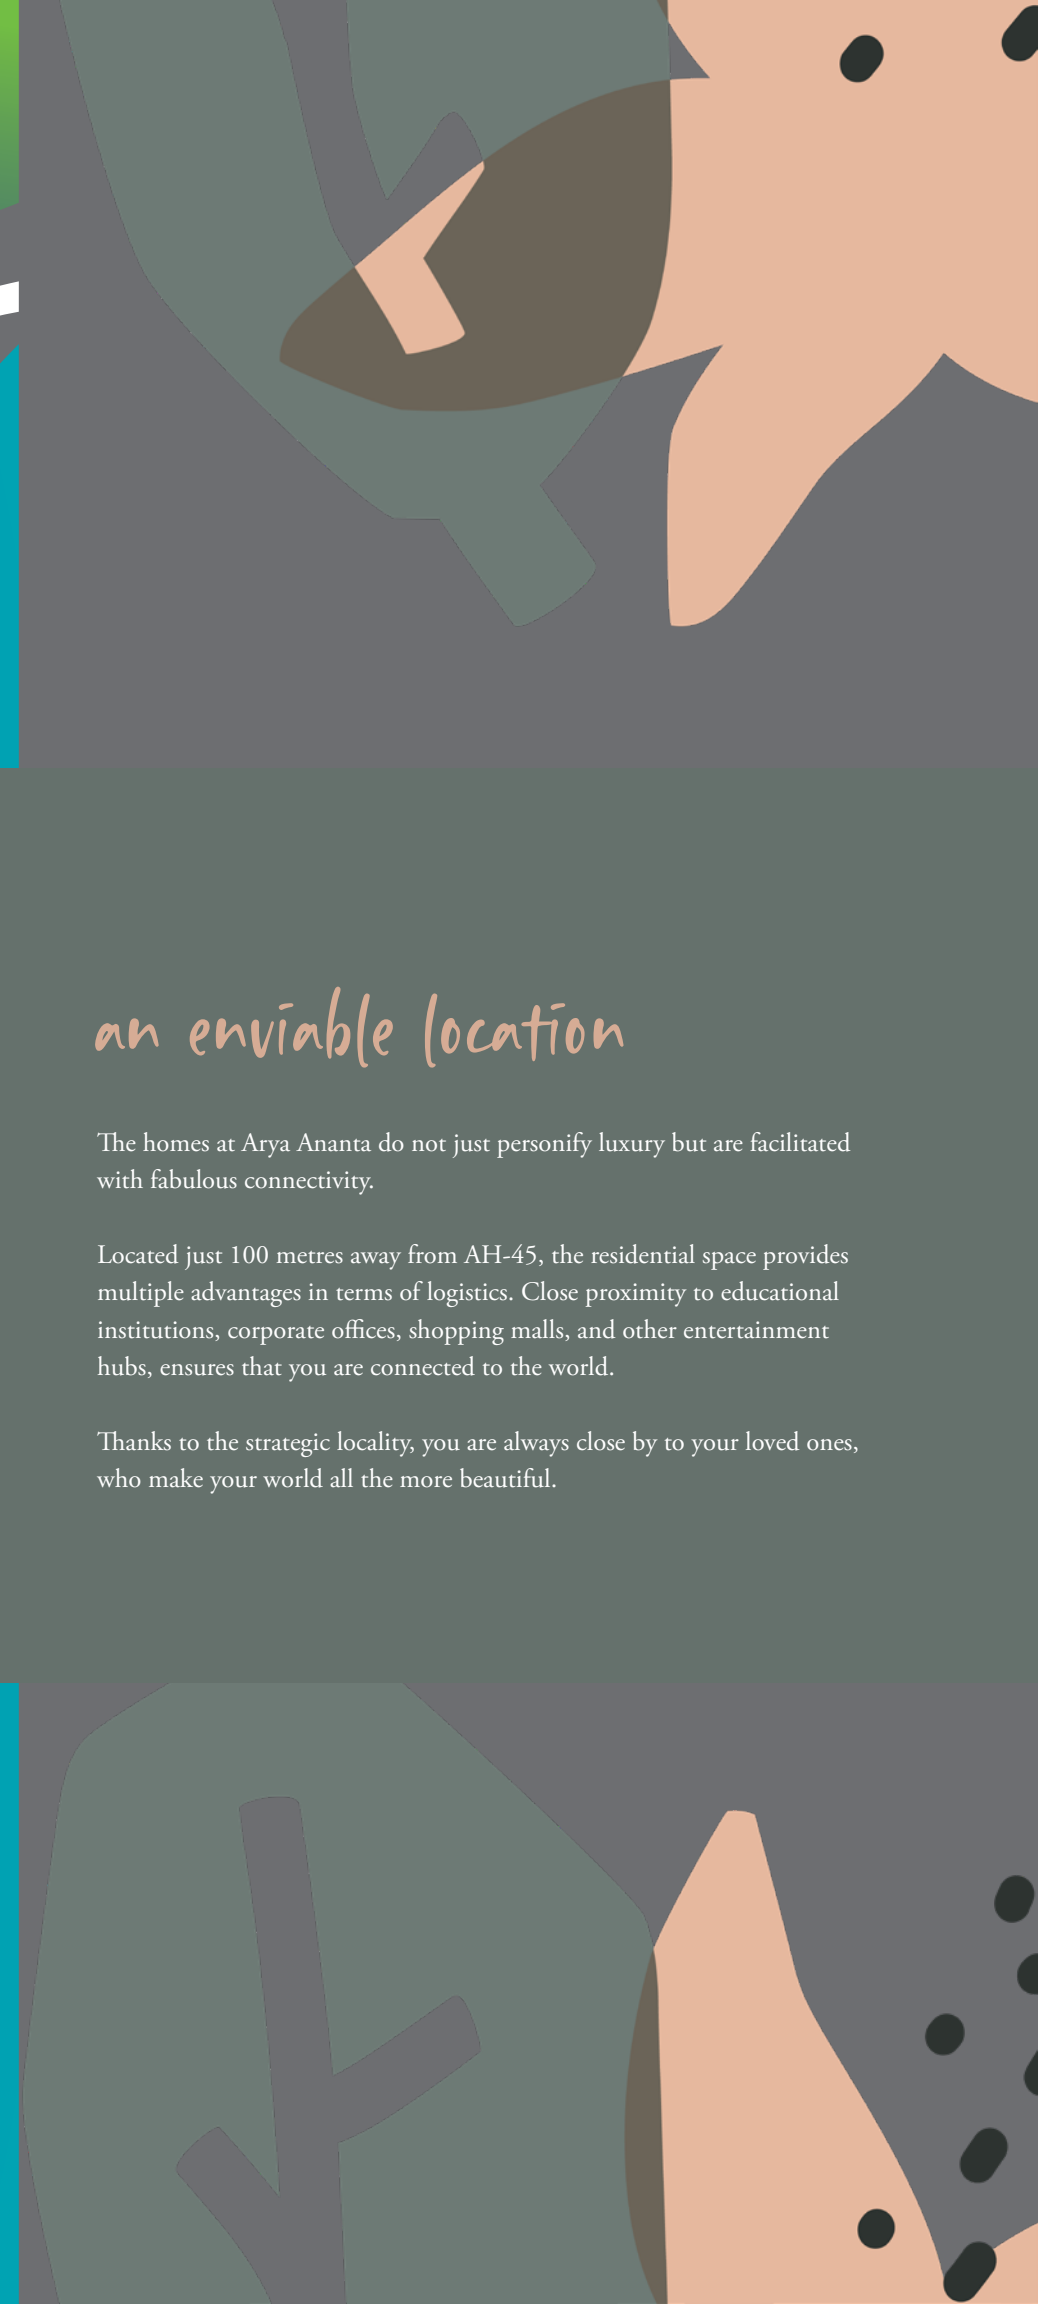 an enviable location
The homes at Arya Ananta do not just personify luxury but are facilitated
with fabulous connectivity.
Located just 100 metres away from AH-45, the residential space provides
multiple advantages in terms of logistics. Close proximity to educational
institutions, corporate offices, shopping malls, and other entertainment
hubs, ensures that you are connected to the world.
Thanks to the strategic locality, you are always close by to your loved ones,
who make your world all the more beautiful.